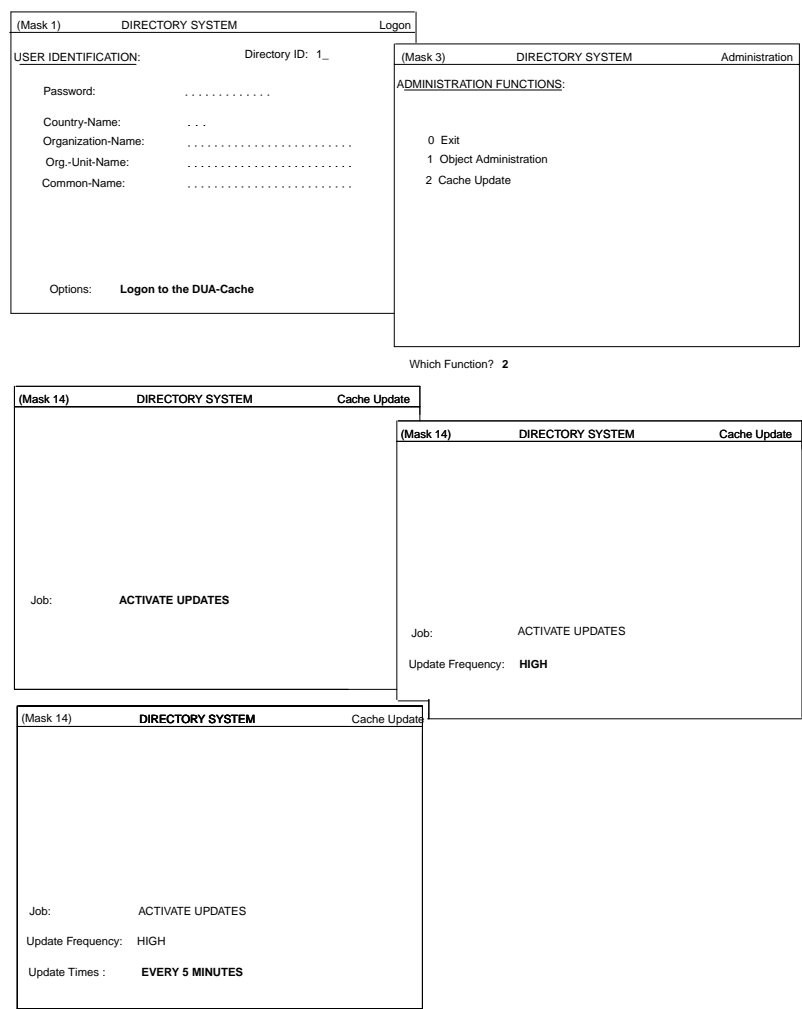 (Mask 1) DIRECTORY SYSTEM Logon
USER IDENTIFICATION: Directory ID: 1_
Password: . . . . . . . . . . . . .
Country-Name: . . .
Organization-Name: . . . . . . . . . . . . . . . . . . . . . . . . .
Org.-Unit-Name: . . . . . . . . . . . . . . . . . . . . . . . . .
Common-Name: . . . . . . . . . . . . . . . . . . . . . . . . .
Options: Logon to the DUA-Cache
(Mask 3) DIRECTORY SYSTEM Administration
ADMINISTRATION FUNCTIONS:
0 Exit
1 Object Administration
2 Cache Update
Which Function? 2
(Mask 14) DIRECTORY SYSTEM Cache Update
Job: ACTIVATE UPDATES
(Mask 14) DIRECTORY SYSTEM Cache Update
Job: ACTIVATE UPDATES
Update Frequency: HIGH
(Mask 14) DIRECTORY SYSTEM Cache Update
Job: ACTIVATE UPDATES
Update Frequency: HIGH
Update Times : EVERY 5 MINUTES